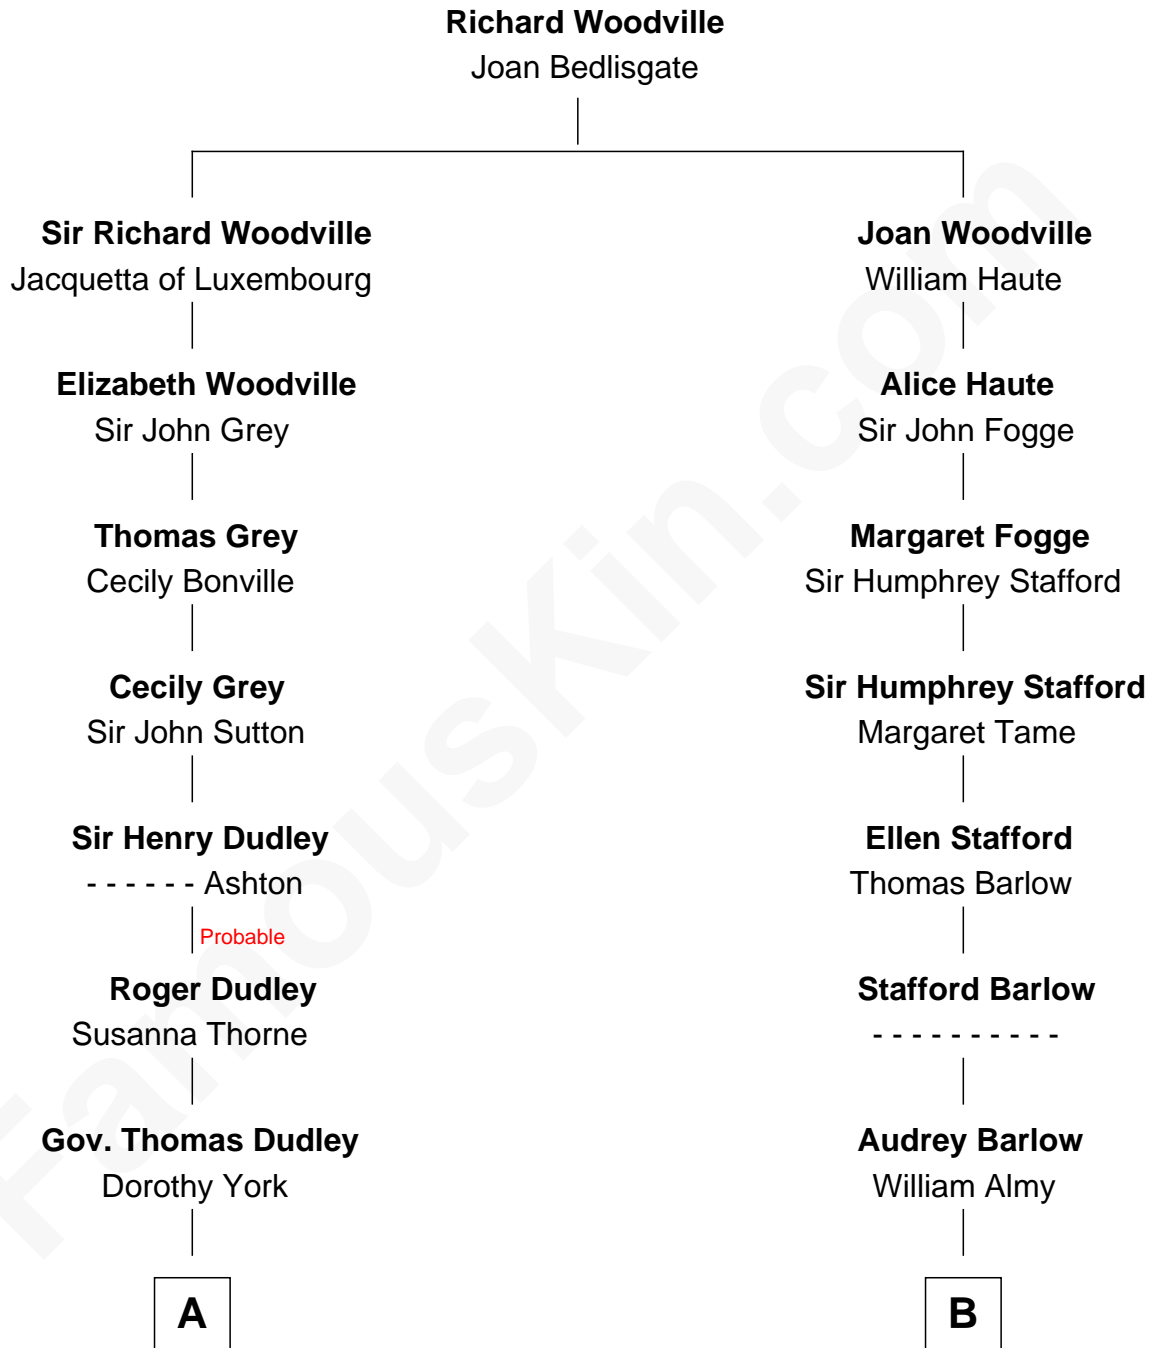 Richard Woodville
Joan Bedlisgate
Sir Richard Woodville
Jacquetta of Luxembourg
Elizabeth Woodville
Sir John Grey
Thomas Grey
Cecily Bonville
Cecily Grey
Sir John Sutton
Sir Henry Dudley
- - - - - - Ashton
Probable
Roger Dudley
Susanna Thorne
Gov. Thomas Dudley
Dorothy York
A
Joan Woodville
William Haute
Alice Haute
Sir John Fogge
Margaret Fogge
Sir Humphrey Stafford
Sir Humphrey Stafford
Margaret Tame
Ellen Stafford
Thomas Barlow
Stafford Barlow
- - - - - - - - - -
Audrey Barlow
William Almy
B
FamousKin.com